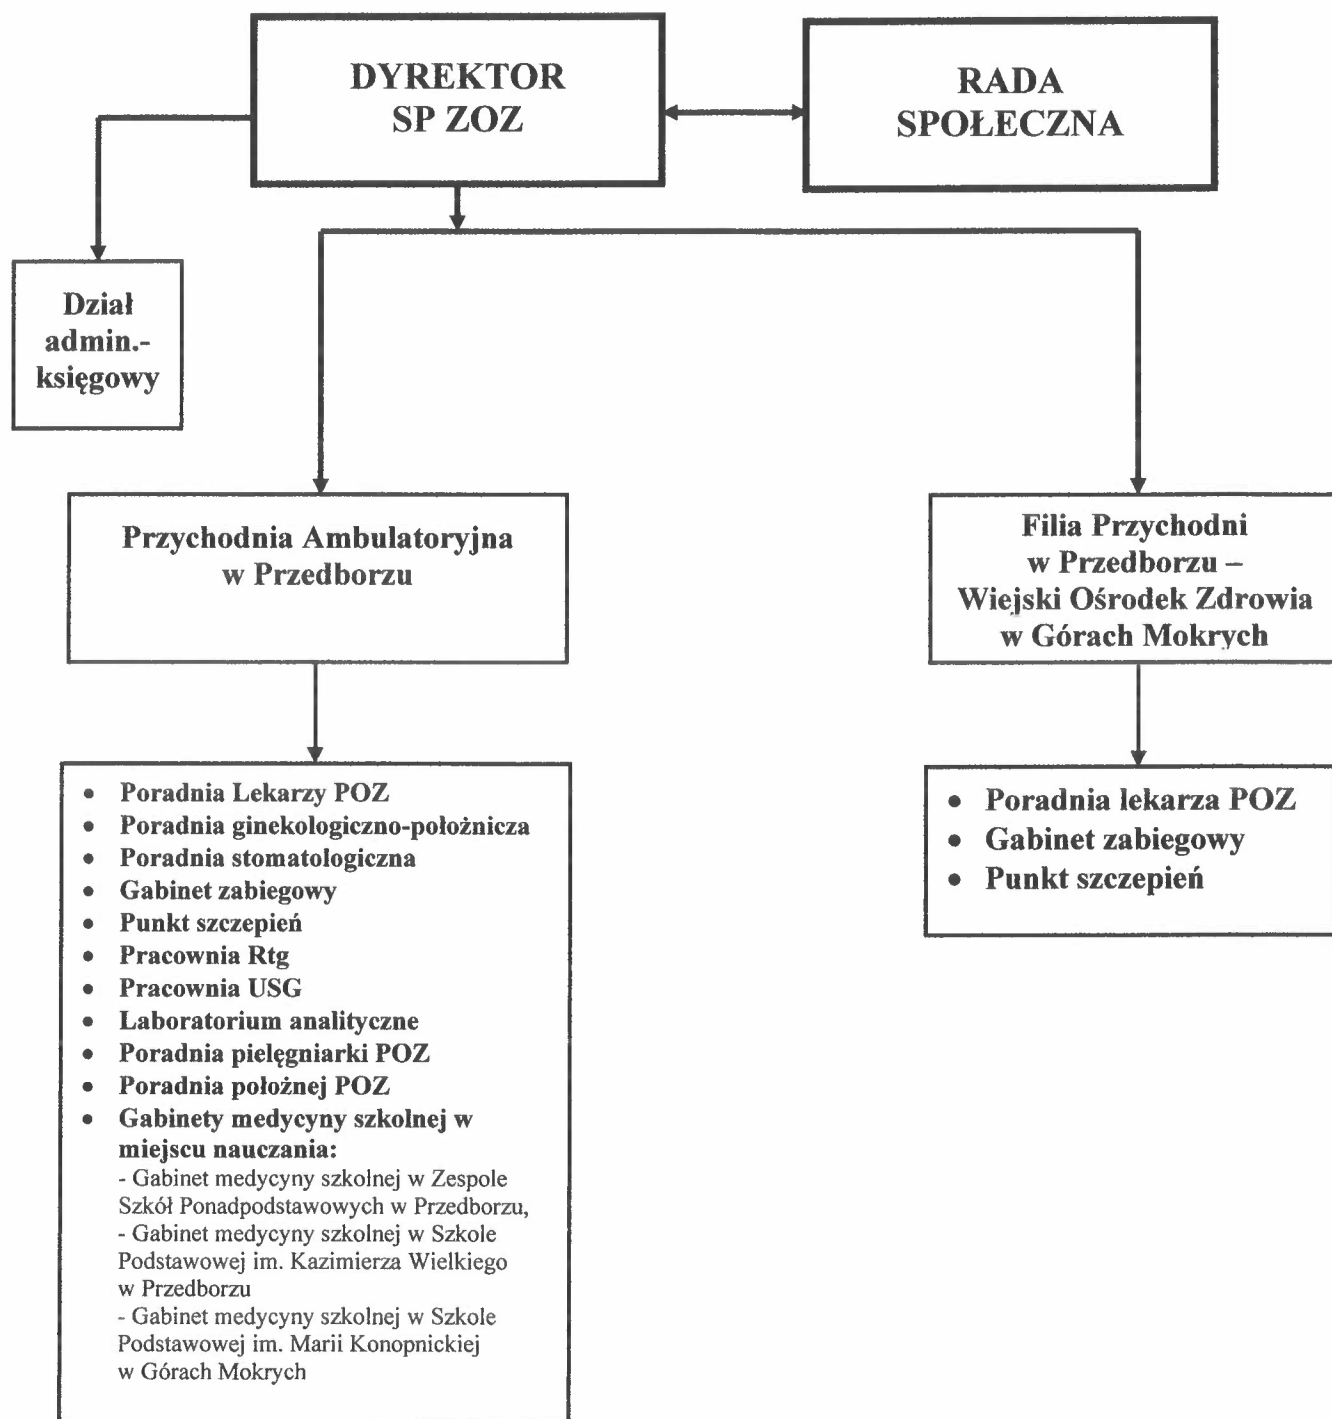 DYREKTOR
SP ZOZ
RADA
SPOŁECZNA
Dział
admin.-
księgowy
Przychodnia Ambulatoryjna
w Przedborzu
Filia Przychodni
w Przedborzu –
Wiejski Ośrodek Zdrowia
w Górach Mokrych
• Poradnia Lekarzy POZ
• Poradnia ginekologiczno-położnicza
• Poradnia stomatologiczna
• Gabinet zabiegowy
• Punkt szczepień
• Pracownia Rtg
• Pracownia USG
• Laboratorium analityczne
• Poradnia pielęgniarki POZ
• Poradnia położnej POZ
• Gabinety medycyny szkolnej w
miejscu nauczania:
- Gabinet medycyny szkolnej w Zespole
Szkół Ponadpodstawowych w Przedborzu,
- Gabinet medycyny szkolnej w Szkole
Podstawowej im. Kazimierza Wielkiego
w Przedborzu
- Gabinet medycyny szkolnej w Szkole
Podstawowej im. Marii Konopnickiej
w Górach Mokrych
• Poradnia lekarza POZ
• Gabinet zabiegowy
• Punkt szczepień